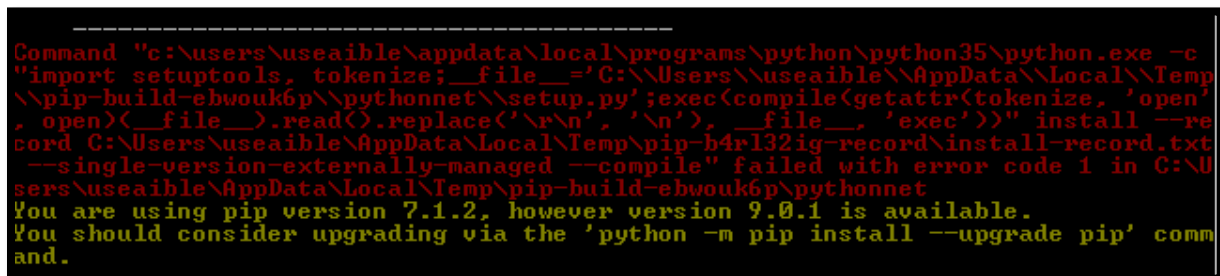 ----------------------------------------
Command "c:\users\useaible\appdata\local\programs\python\python35\python.exe -c
"import setuptools, tokenize;__file__='C:\\Users\\useaible\\AppData\\Local\\Temp
\\pip-build-ebwouk6p\\pythonnet\\setup.py';exec(compile(getattr(tokenize, 'open'
, open)(__file__).read().replace('\r\n', '\n'), __file__, 'exec'))" install --re
cord C:\Users\useaible\AppData\Local\Temp\pip-b4rl32ig-record\install-record.txt
 --single-version-externally-managed --compile" failed with error code 1 in C:\U
sers\useaible\AppData\Local\Temp\pip-build-ebwouk6p\pythonnet
You are using pip version 7.1.2, however version 9.0.1 is available.
You should consider upgrading via the 'python -m pip install --upgrade pip' comm
and.